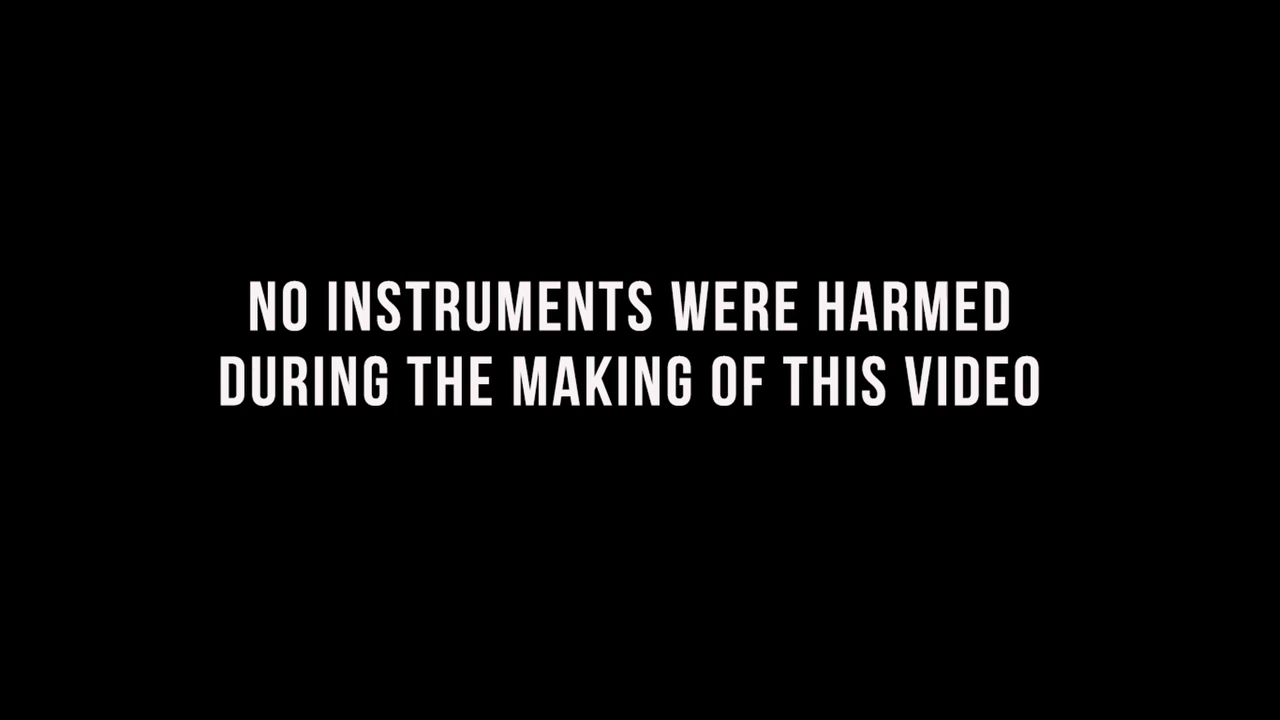 NO INSTRUMENTS WERE HARMED
DURING THE MAKING OF THIS VIDEO